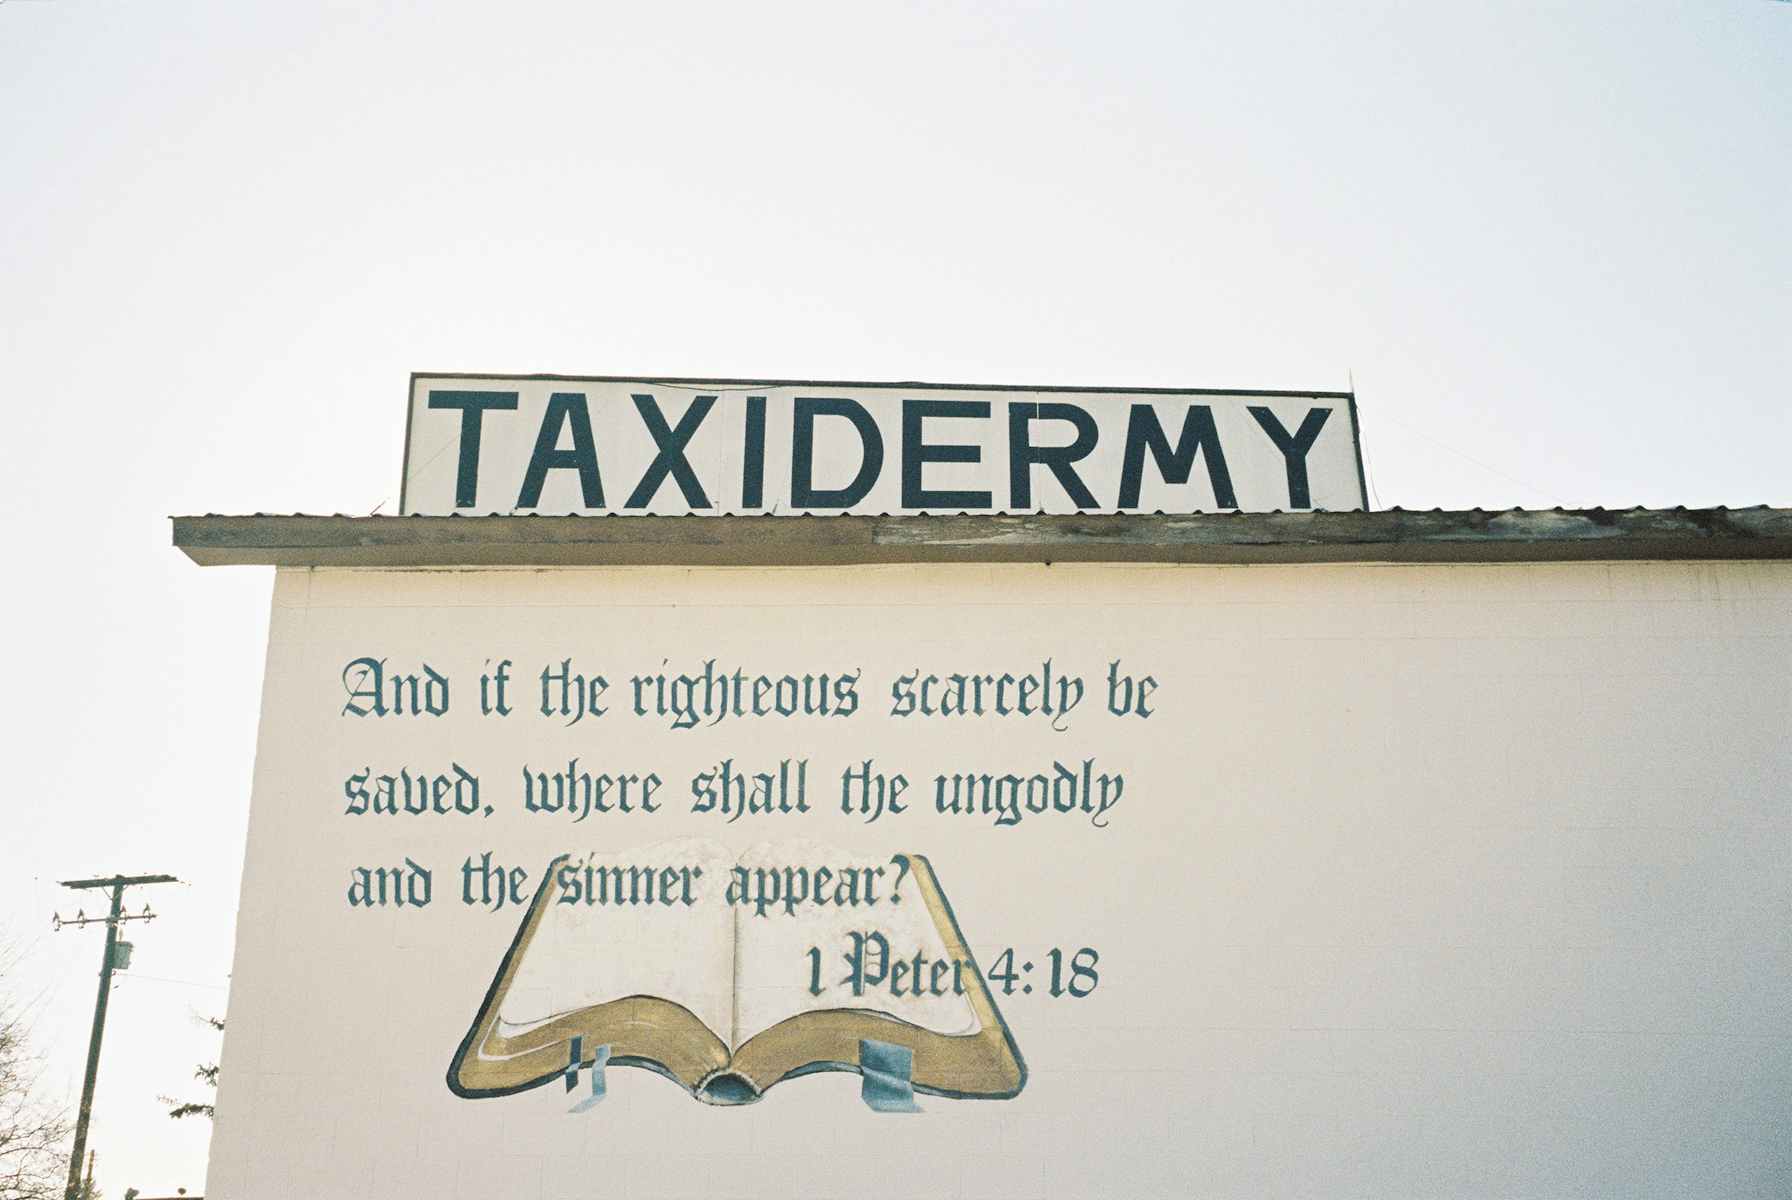 TAXIDERMY
And if the righteous scarcely be
saved, where shall the ungodly
and the sinner appear?
1 Peter 4:18